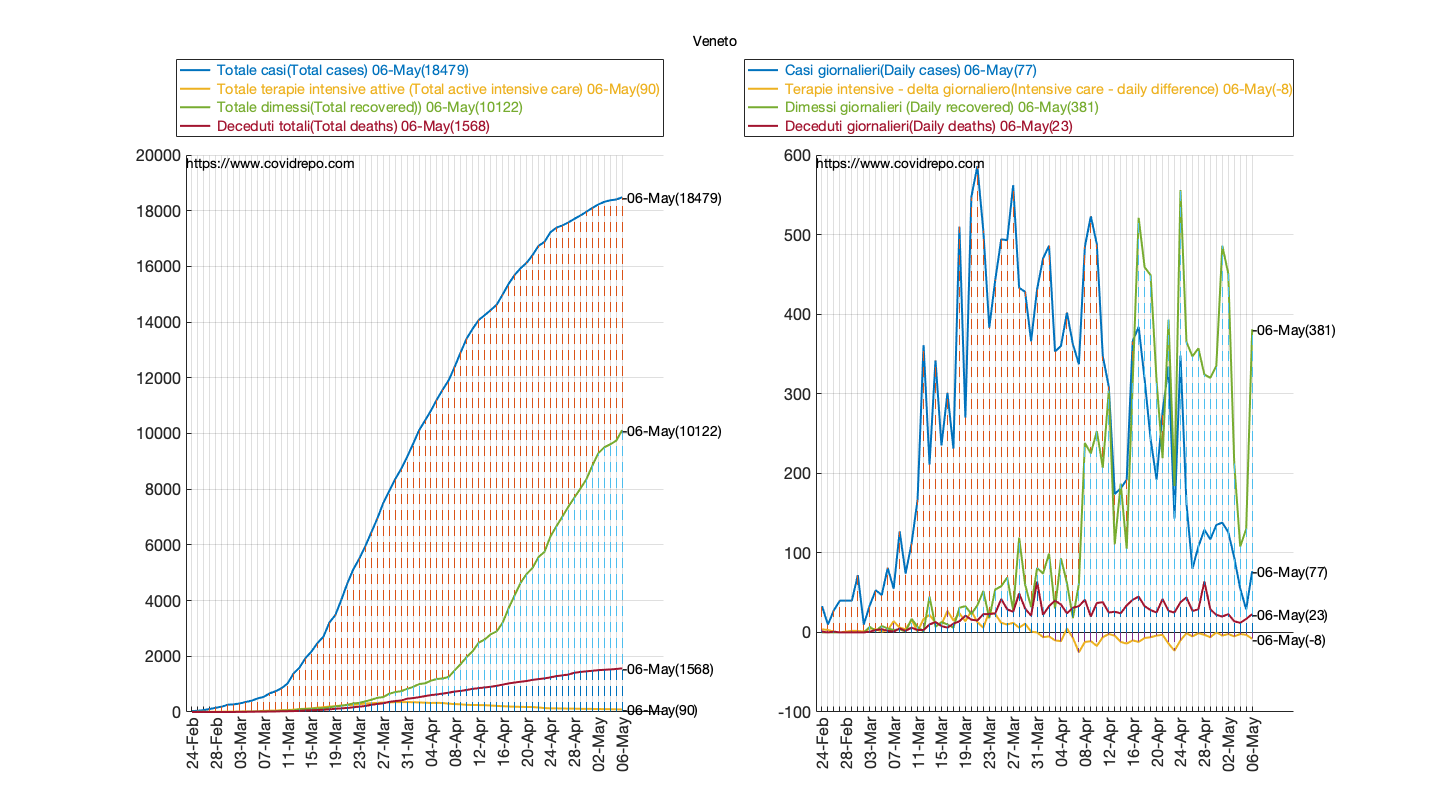 Veneto
Totale casi(Total cases) 06-May(18479)
Totale terapie intensive attive (Total active intensive care) 06-May(90)
Totale dimessi(Total recovered)) 06-May(10122)
Deceduti totali(Total deaths) 06-May(1568)
https://www.covidrepo.com
20000
18000
16000
14000
12000
10000
8000
6000
4000
2000
0
06-May(18479)
06-May(10122)
06-May(1568)
06-May(90)
24-Feb
28-Feb
03-Mar
07-Mar
11-Mar
15-Mar
19-Mar
23-Mar
27-Mar
31-Mar
04-Apr
08-Apr
12-Apr
16-Apr
20-Apr
24-Apr
28-Apr
02-May
06-May
Casi giornalieri(Daily cases) 06-May(77)
Terapie intensive - delta giornaliero(Intensive care - daily difference) 06-May(-8)
Dimessi giornalieri (Daily recovered) 06-May(381)
Deceduti giornalieri(Daily deaths) 06-May(23)
https://www.covidrepo.com
600
500
400
300
200
100
0
-100
06-May(381)
06-May(77)
06-May(23)
06-May(-8)
24-Feb
28-Feb
03-Mar
07-Mar
11-Mar
15-Mar
19-Mar
23-Mar
27-Mar
31-Mar
04-Apr
08-Apr
12-Apr
16-Apr
20-Apr
24-Apr
28-Apr
02-May
06-May